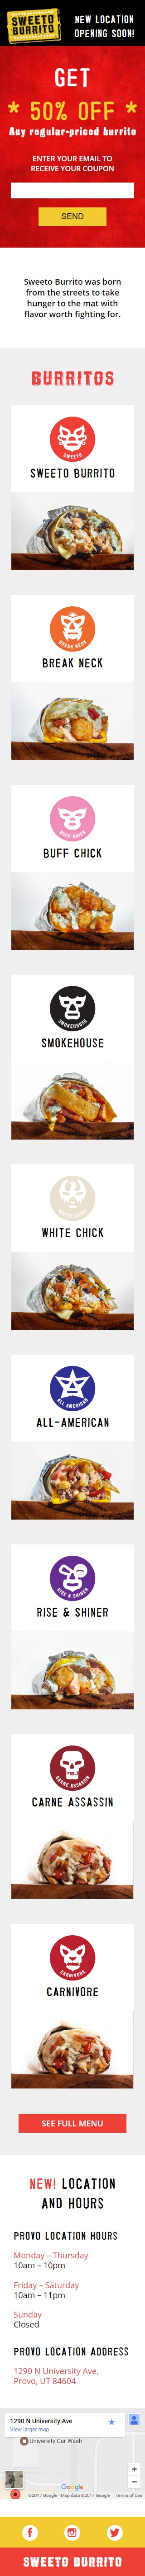 SWEETO
BURRITO
NEW LOCATION
OPENING SOON!
GET
* 50% OFF *
Any regular-priced burrito
ENTER YOUR EMAIL TO
RECEIVE YOUR COUPON
SEND
Sweeto Burrito was born
from the streets to take
hunger to the mat with
flavor worth fighting for.
BURRITOS
SWEETO
SWEETO BURRITO
BREAK NECK
BREAK NECK
BUFF CHICK
BUFF CHICK
SMOKEHOUSE
SMOKEHOUSE
WHITE CHICK
WHITE CHICK
ALL AMERICAN
ALL-AMERICAN
RISE & SHINER
RISE & SHINER
CARNE ASSASSIN
CARNE ASSASSIN
CARNIVORE
CARNIVORE
SEE FULL MENU
NEW! LOCATION
AND HOURS
PROVO LOCATION HOURS
Monday – Thursday
10am – 10pm
Friday – Saturday
10am – 11pm
Sunday
Closed
PROVO LOCATION ADDRESS
1290 N University Ave,
Provo, UT 84604
1290 N University Ave
View larger map
University Car Wash
Google
©2017 Google - Map data ©2017 Google Terms of Use
SWEETO BURRITO